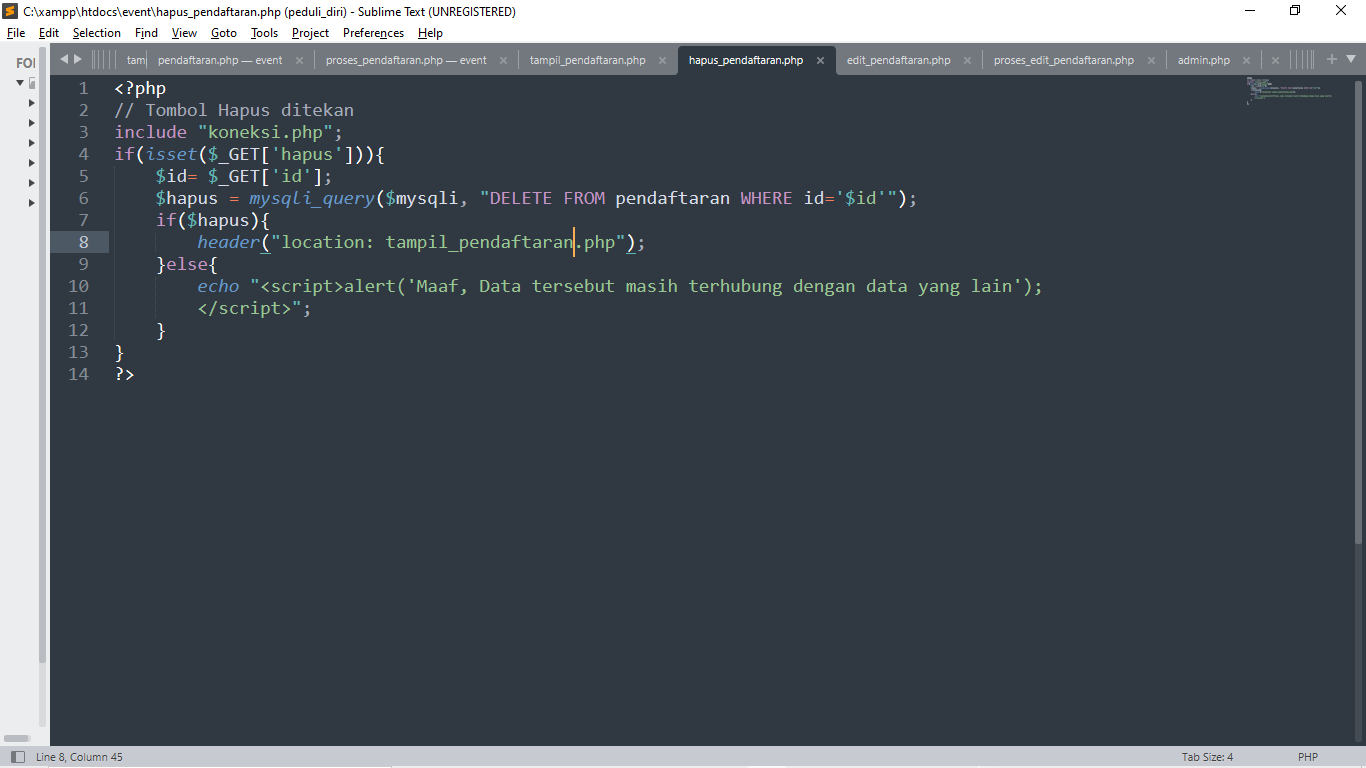 C:\xampp\htdocs\event\hapus_pendaftaran.php (peduli_diri) - Sublime Text (UNREGISTERED)
File Edit Selection Find View Goto Tools Project Preferences Help
FOI
tam pendaftaran.php — event proses_pendaftaran.php — event tampil_pendaftaran.php hapus_pendaftaran.php edit_pendaftaran.php proses_edit_pendaftaran.php admin.php
1 <?php
2 // Tombol Hapus ditekan
3 include "koneksi.php";
4 if(isset($_GET['hapus'])){
5 $id= $_GET['id'];
6 $hapus = mysqli_query($mysqli, "DELETE FROM pendaftaran WHERE id='$id'");
7 if($hapus){
8 header("location: tampil_pendaftaran.php");
9 }else{
10 echo "<script>alert('Maaf, Data tersebut masih terhubung dengan data yang lain');
11 </script>";
12 }
13 }
14 ?>
Line 8, Column 45 Tab Size: 4 PHP